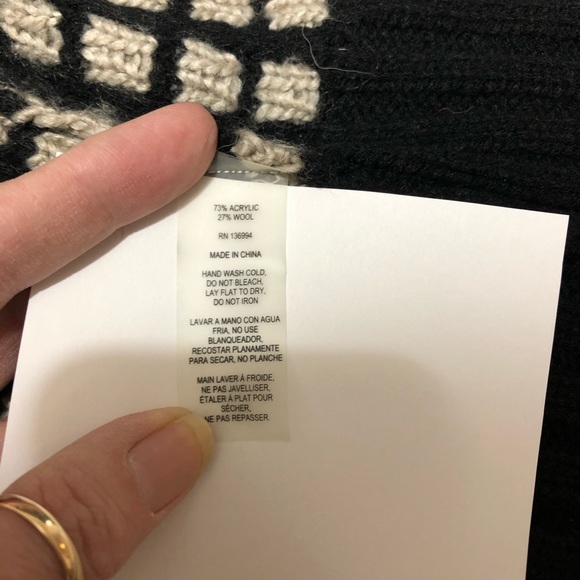 73% ACRYLIC
27% WOOL
RN 136994
MADE IN CHINA
HAND WASH COLD,
DO NOT BLEACH,
LAY FLAT TO DRY,
DO NOT IRON
LAVAR A MANO CON AGUA
FRIA, NO USE
BLANQUEADOR,
RECOSTAR PLANAMENTE
PARA SECAR, NO PLANCHE
MAIN LAVER À FROIDE,
NE PAS JAVELLISER,
ÉTALER À PLAT POUR
SÉCHER,
NE PAS REPASSER.